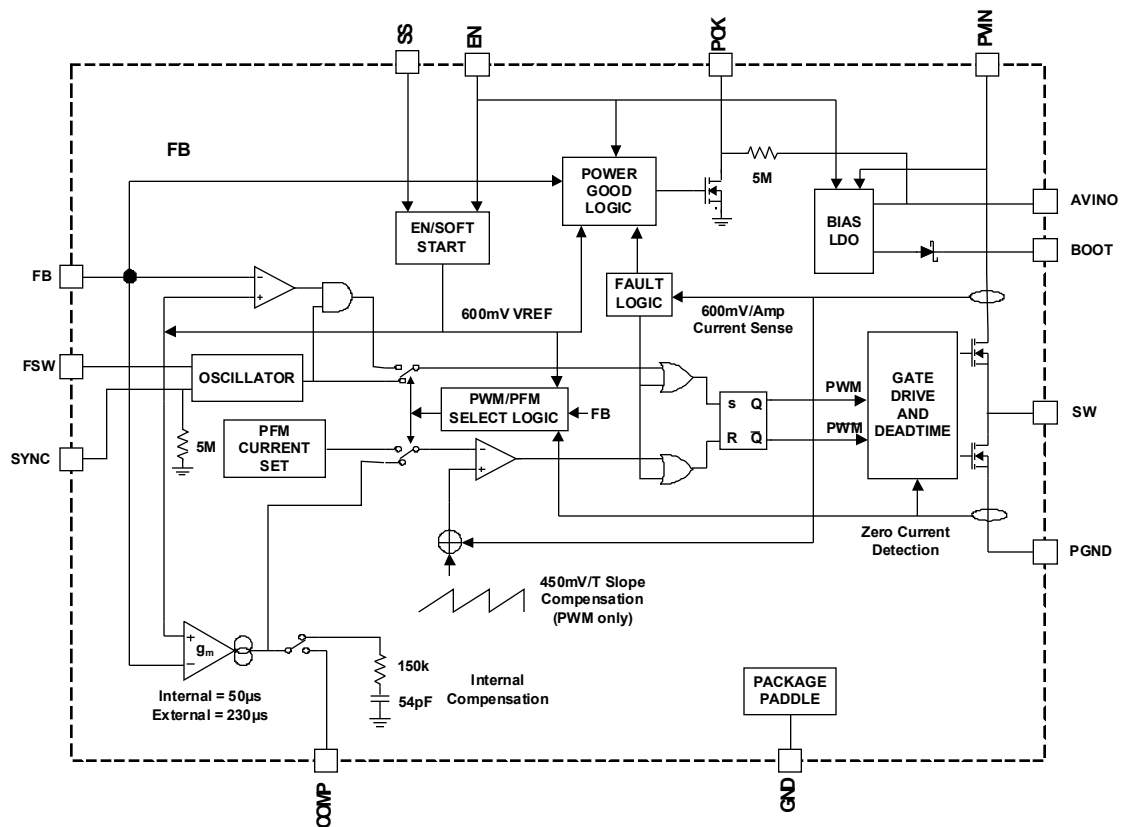 SS
EN
PCK
PVIN
FB
5M
POWER
GOOD
LOGIC
BIAS
LDO
AVINO
BOOT
EN/SOFT
START
FB
FAULT
LOGIC
600mV VREF
600mV/Amp
Current Sense
FSW
OSCILLATOR
PWM/PFM
SELECT LOGIC
FB
S Q
R Q
PWM
PWM
GATE
DRIVE
AND
DEADTIME
SW
5M
PFM
CURRENT
SET
SYNC
−
+
−
+
Zero Current
Detection
PGND
450mV/T Slope
Compensation
(PWM only)
+
gm
−
150k
54pF
Internal
Compensation
Internal = 50µs
External = 230µs
PACKAGE
PADDLE
COMP
GND